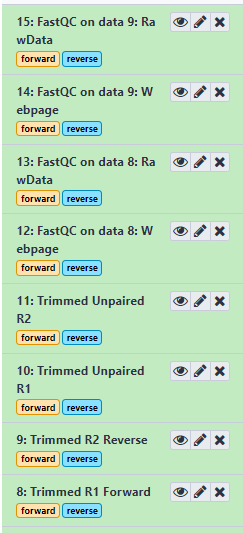 15: FastQC on data 9: Ra
wData
forward reverse
14: FastQC on data 9: W
ebpage
forward reverse
13: FastQC on data 8: Ra
wData
forward reverse
12: FastQC on data 8: W
ebpage
forward reverse
11: Trimmed Unpaired
R2
forward reverse
10: Trimmed Unpaired
R1
forward reverse
9: Trimmed R2 Reverse
forward reverse
8: Trimmed R1 Forward
forward reverse